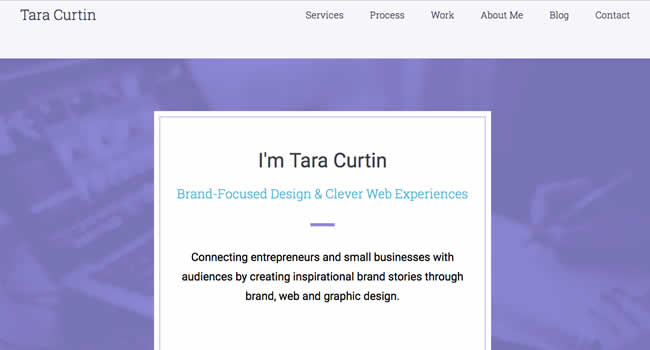 Tara Curtin
Services Process Work About Me Blog Contact
I'm Tara Curtin
Brand-Focused Design & Clever Web Experiences
Connecting entrepreneurs and small businesses with
audiences by creating inspirational brand stories through
brand, web and graphic design.